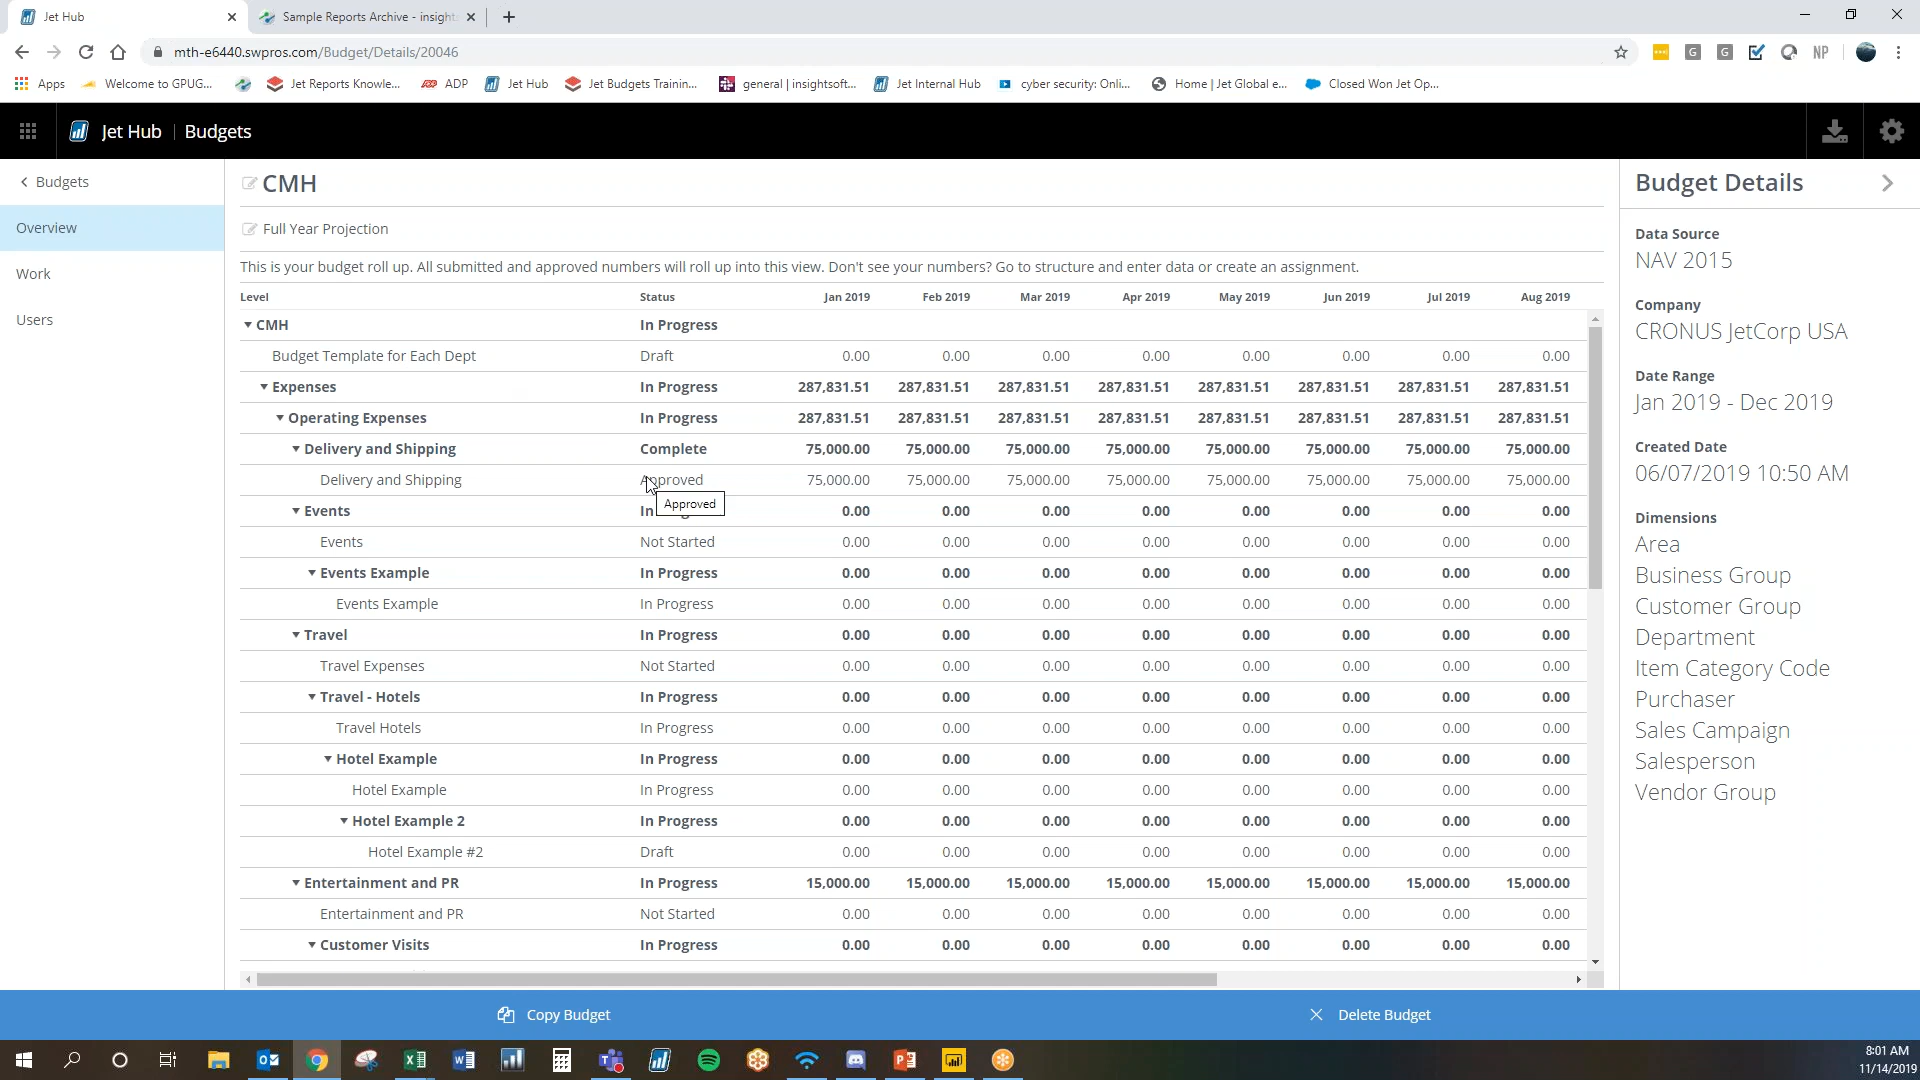 Jet Hub
Sample Reports Archive - insight
mth-e6440.swpros.com/Budget/Details/20046
NP
Apps
Welcome to GPUG...
Jet Reports Knowle...
ADP
Jet Hub
Jet Budgets Trainin...
general | insightsoft...
Jet Internal Hub
cyber security: Onli...
Home | Jet Global e...
Closed Won Jet Op...
Jet Hub | Budgets
Budgets
Overview
Work
Users
CMH
Full Year Projection
This is your budget roll up. All submitted and approved numbers will roll up into this view. Don't see your numbers? Go to structure and enter data or create an assignment.
Level Status Jan 2019 Feb 2019 Mar 2019 Apr 2019 May 2019 Jun 2019 Jul 2019 Aug 2019
CMH In Progress
Budget Template for Each Dept Draft 0.00 0.00 0.00 0.00 0.00 0.00 0.00 0.00
Expenses In Progress 287,831.51 287,831.51 287,831.51 287,831.51 287,831.51 287,831.51 287,831.51 287,831.51
Operating Expenses In Progress 287,831.51 287,831.51 287,831.51 287,831.51 287,831.51 287,831.51 287,831.51 287,831.51
Delivery and Shipping Complete 75,000.00 75,000.00 75,000.00 75,000.00 75,000.00 75,000.00 75,000.00 75,000.00
Delivery and Shipping Approved 75,000.00 75,000.00 75,000.00 75,000.00 75,000.00 75,000.00 75,000.00 75,000.00
Approved
Events In 0.00 0.00 0.00 0.00 0.00 0.00 0.00 0.00
Events Not Started 0.00 0.00 0.00 0.00 0.00 0.00 0.00 0.00
Events Example In Progress 0.00 0.00 0.00 0.00 0.00 0.00 0.00 0.00
Events Example In Progress 0.00 0.00 0.00 0.00 0.00 0.00 0.00 0.00
Travel In Progress 0.00 0.00 0.00 0.00 0.00 0.00 0.00 0.00
Travel Expenses Not Started 0.00 0.00 0.00 0.00 0.00 0.00 0.00 0.00
Travel - Hotels In Progress 0.00 0.00 0.00 0.00 0.00 0.00 0.00 0.00
Travel Hotels In Progress 0.00 0.00 0.00 0.00 0.00 0.00 0.00 0.00
Hotel Example In Progress 0.00 0.00 0.00 0.00 0.00 0.00 0.00 0.00
Hotel Example In Progress 0.00 0.00 0.00 0.00 0.00 0.00 0.00 0.00
Hotel Example 2 In Progress 0.00 0.00 0.00 0.00 0.00 0.00 0.00 0.00
Hotel Example #2 Draft 0.00 0.00 0.00 0.00 0.00 0.00 0.00 0.00
Entertainment and PR In Progress 15,000.00 15,000.00 15,000.00 15,000.00 15,000.00 15,000.00 15,000.00 15,000.00
Entertainment and PR Not Started 0.00 0.00 0.00 0.00 0.00 0.00 0.00 0.00
Customer Visits In Progress 0.00 0.00 0.00 0.00 0.00 0.00 0.00 0.00
Budget Details
Data Source
NAV 2015
Company
CRONUS JetCorp USA
Date Range
Jan 2019 - Dec 2019
Created Date
06/07/2019 10:50 AM
Dimensions
Area
Business Group
Customer Group
Department
Item Category Code
Purchaser
Sales Campaign
Salesperson
Vendor Group
Copy Budget
Delete Budget
8:01 AM
11/14/2019